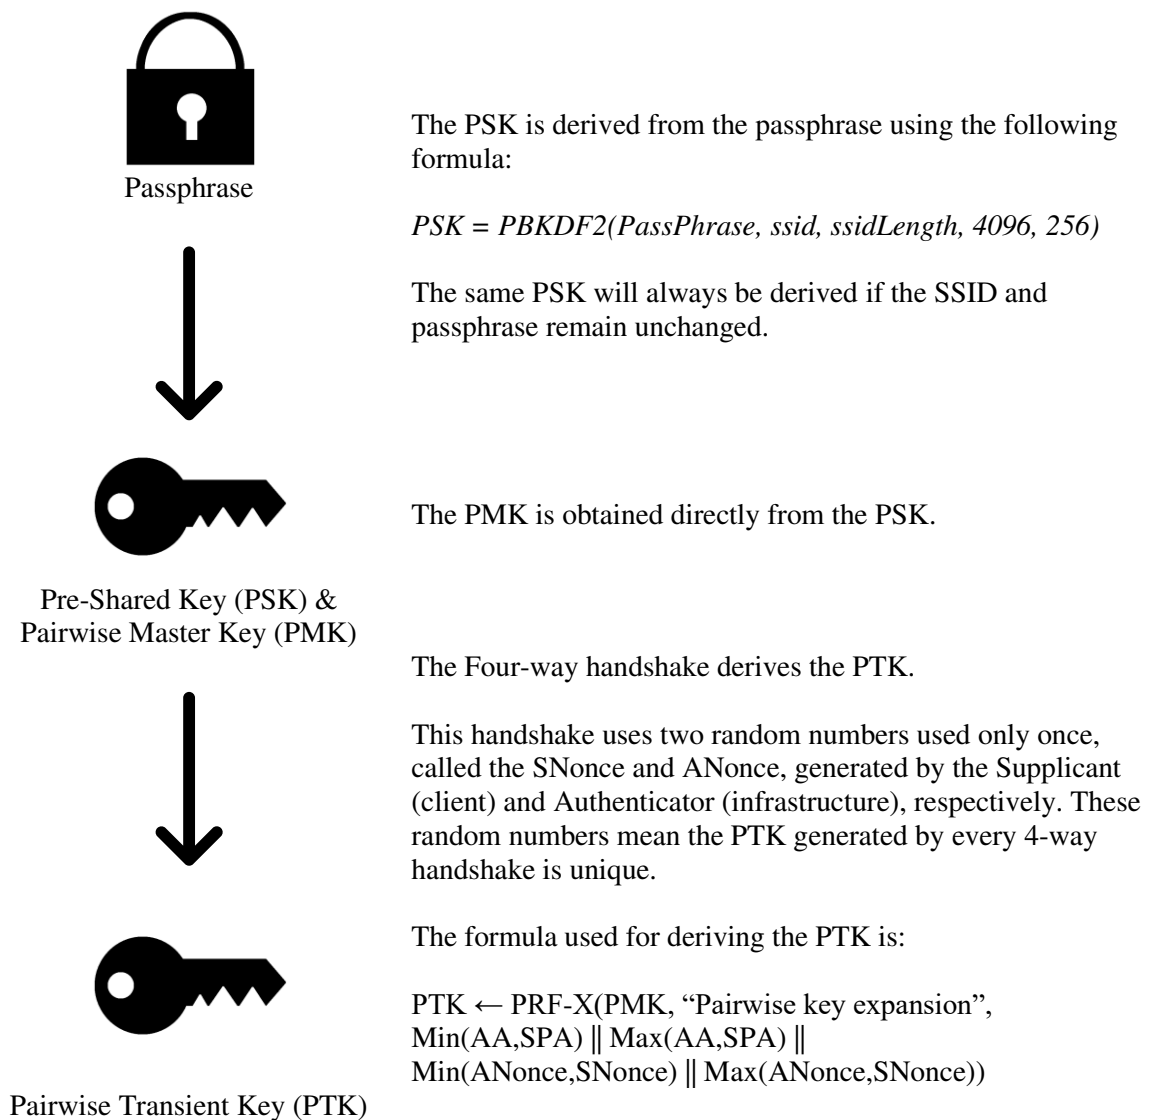 Passphrase
The PSK is derived from the passphrase using the following
formula:
PSK = PBKDF2(PassPhrase, ssid, ssidLength, 4096, 256)
The same PSK will always be derived if the SSID and
passphrase remain unchanged.
The PMK is obtained directly from the PSK.
Pre-Shared Key (PSK) &
Pairwise Master Key (PMK)
The Four-way handshake derives the PTK.
This handshake uses two random numbers used only once,
called the SNonce and ANonce, generated by the Supplicant
(client) and Authenticator (infrastructure), respectively. These
random numbers mean the PTK generated by every 4-way
handshake is unique.
The formula used for deriving the PTK is:
PTK ← PRF-X(PMK, “Pairwise key expansion”,
Min(AA,SPA) || Max(AA,SPA) ||
Min(ANonce,SNonce) || Max(ANonce,SNonce))
Pairwise Transient Key (PTK)